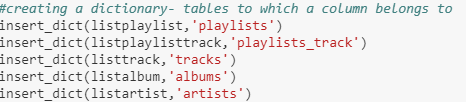 #creating a dictionary- tables to which a column belongs to
insert_dict(listplaylist,'playlists')
insert_dict(listplaylisttrack,'playlists_track')
insert_dict(listtrack,'tracks')
insert_dict(listalbum,'albums')
insert_dict(listartist,'artists')